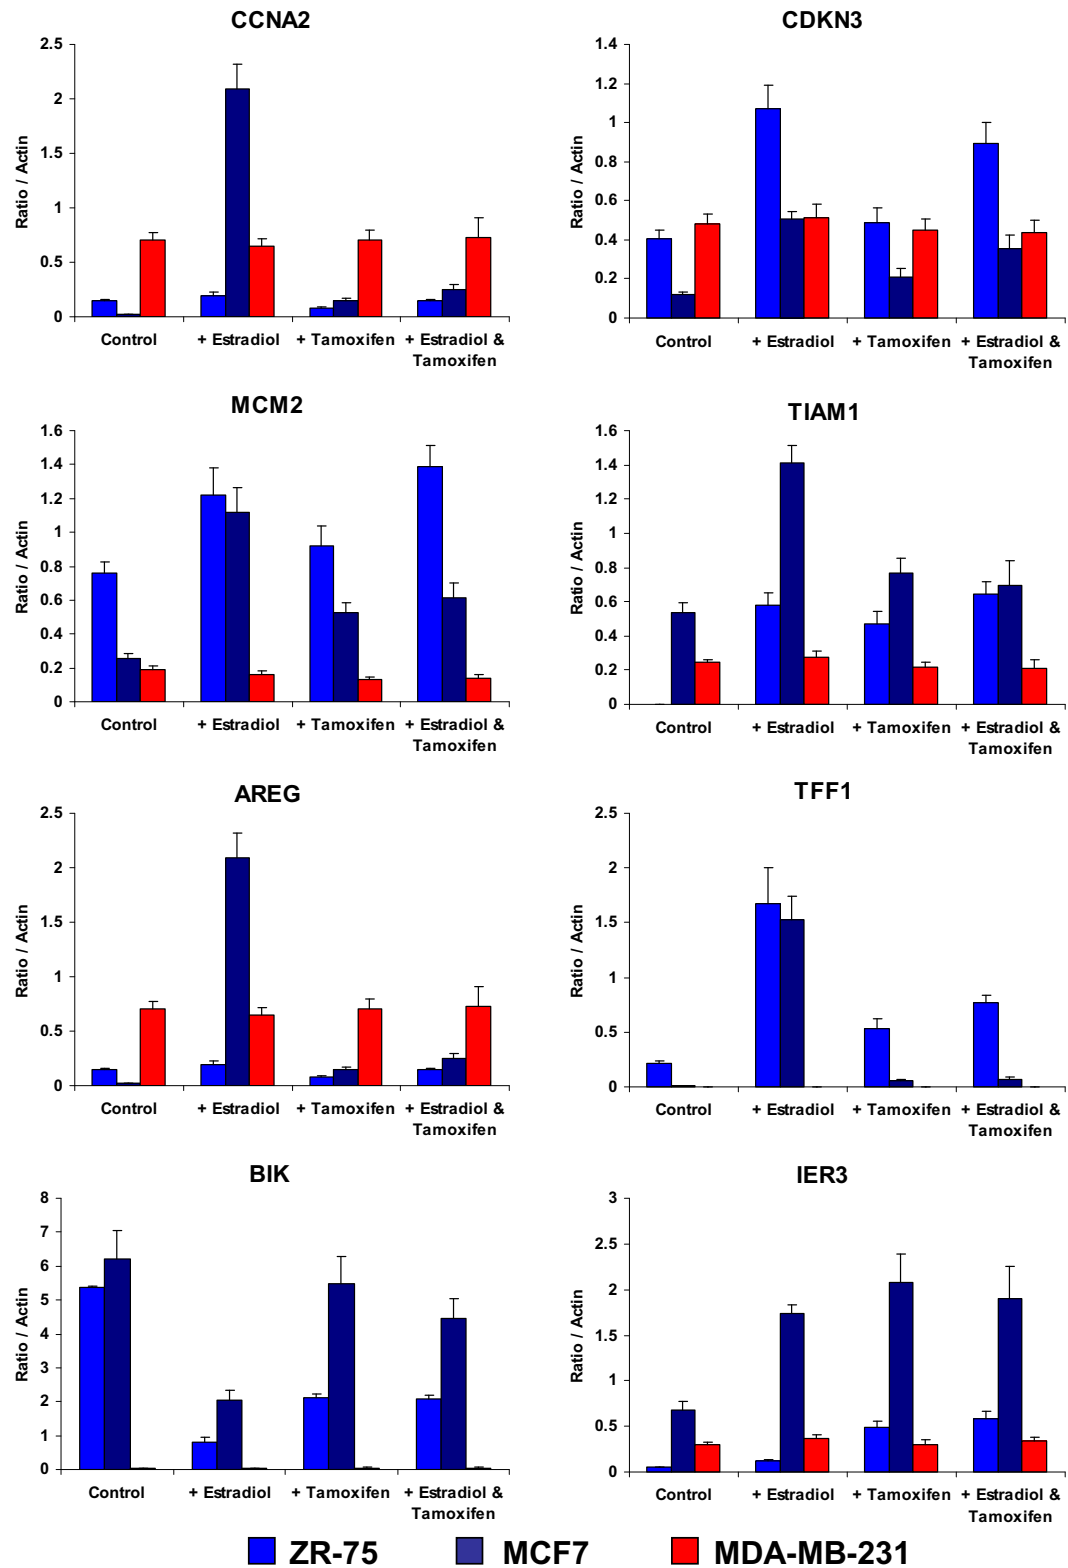 CCNA2
2.5
2
1.5
1
0.5
0
Ratio / Actin
Control
+ Estradiol
+ Tamoxifen
+ Estradiol &
Tamoxifen
CDKN3
1.4
1.2
1
0.8
0.6
0.4
0.2
0
Ratio / Actin
Control
+ Estradiol
+ Tamoxifen
+ Estradiol &
Tamoxifen
MCM2
1.6
1.4
1.2
1
0.8
0.6
0.4
0.2
0
Ratio / Actin
Control
+ Estradiol
+ Tamoxifen
+ Estradiol &
Tamoxifen
TIAM1
1.6
1.4
1.2
1
0.8
0.6
0.4
0.2
0
Ratio / Actin
Control
+ Estradiol
+ Tamoxifen
+ Estradiol &
Tamoxifen
AREG
2.5
2
1.5
1
0.5
0
Ratio / Actin
Control
+ Estradiol
+ Tamoxifen
+ Estradiol &
Tamoxifen
TFF1
2.5
2
1.5
1
0.5
0
Ratio / Actin
Control
+ Estradiol
+ Tamoxifen
+ Estradiol &
Tamoxifen
BIK
8
7
6
5
4
3
2
1
0
Ratio / Actin
Control
+ Estradiol
+ Tamoxifen
+ Estradiol &
Tamoxifen
IER3
3
2.5
2
1.5
1
0.5
0
Ratio / Actin
Control
+ Estradiol
+ Tamoxifen
+ Estradiol &
Tamoxifen
ZR-75
MCF7
MDA-MB-231